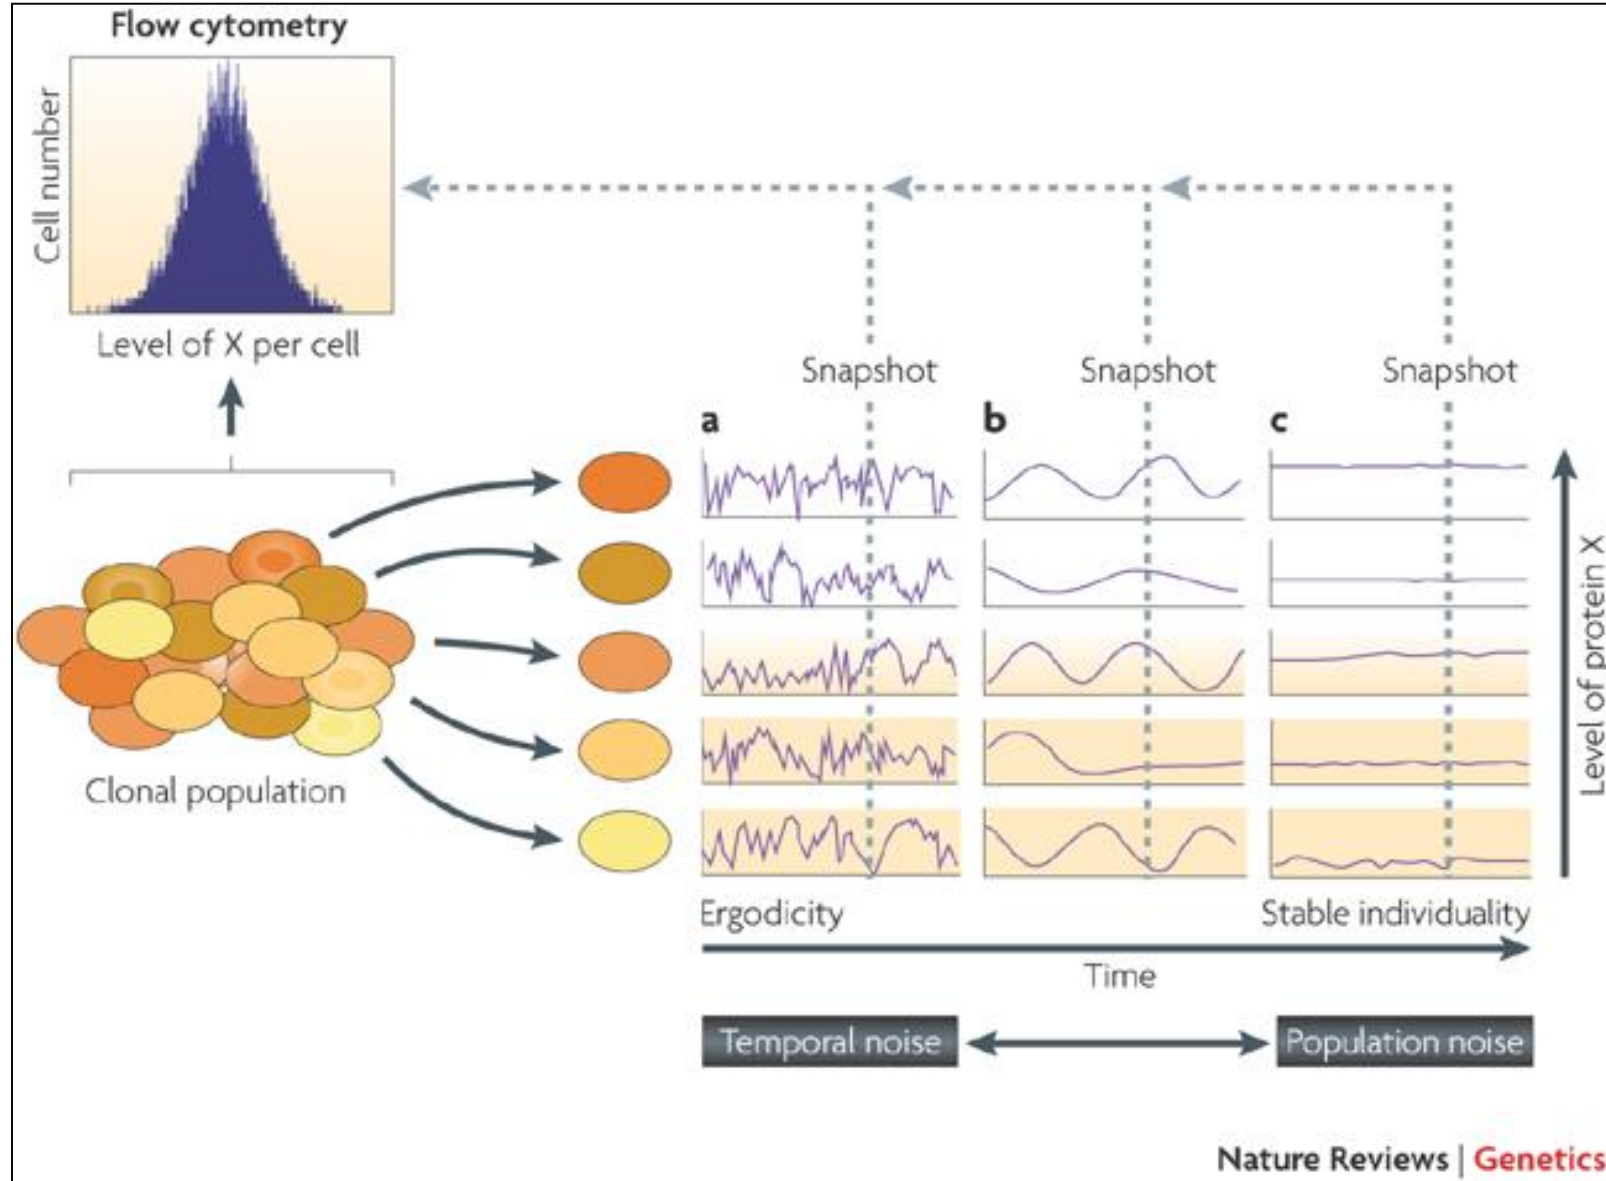 Flow cytometry
Cell number
Level of X per cell
Snapshot
Snapshot
Snapshot
a
b
c
Clonal population
Level of protein X
Ergodicity
Stable individuality
Time
Temporal noise
Population noise
Nature Reviews | Genetics